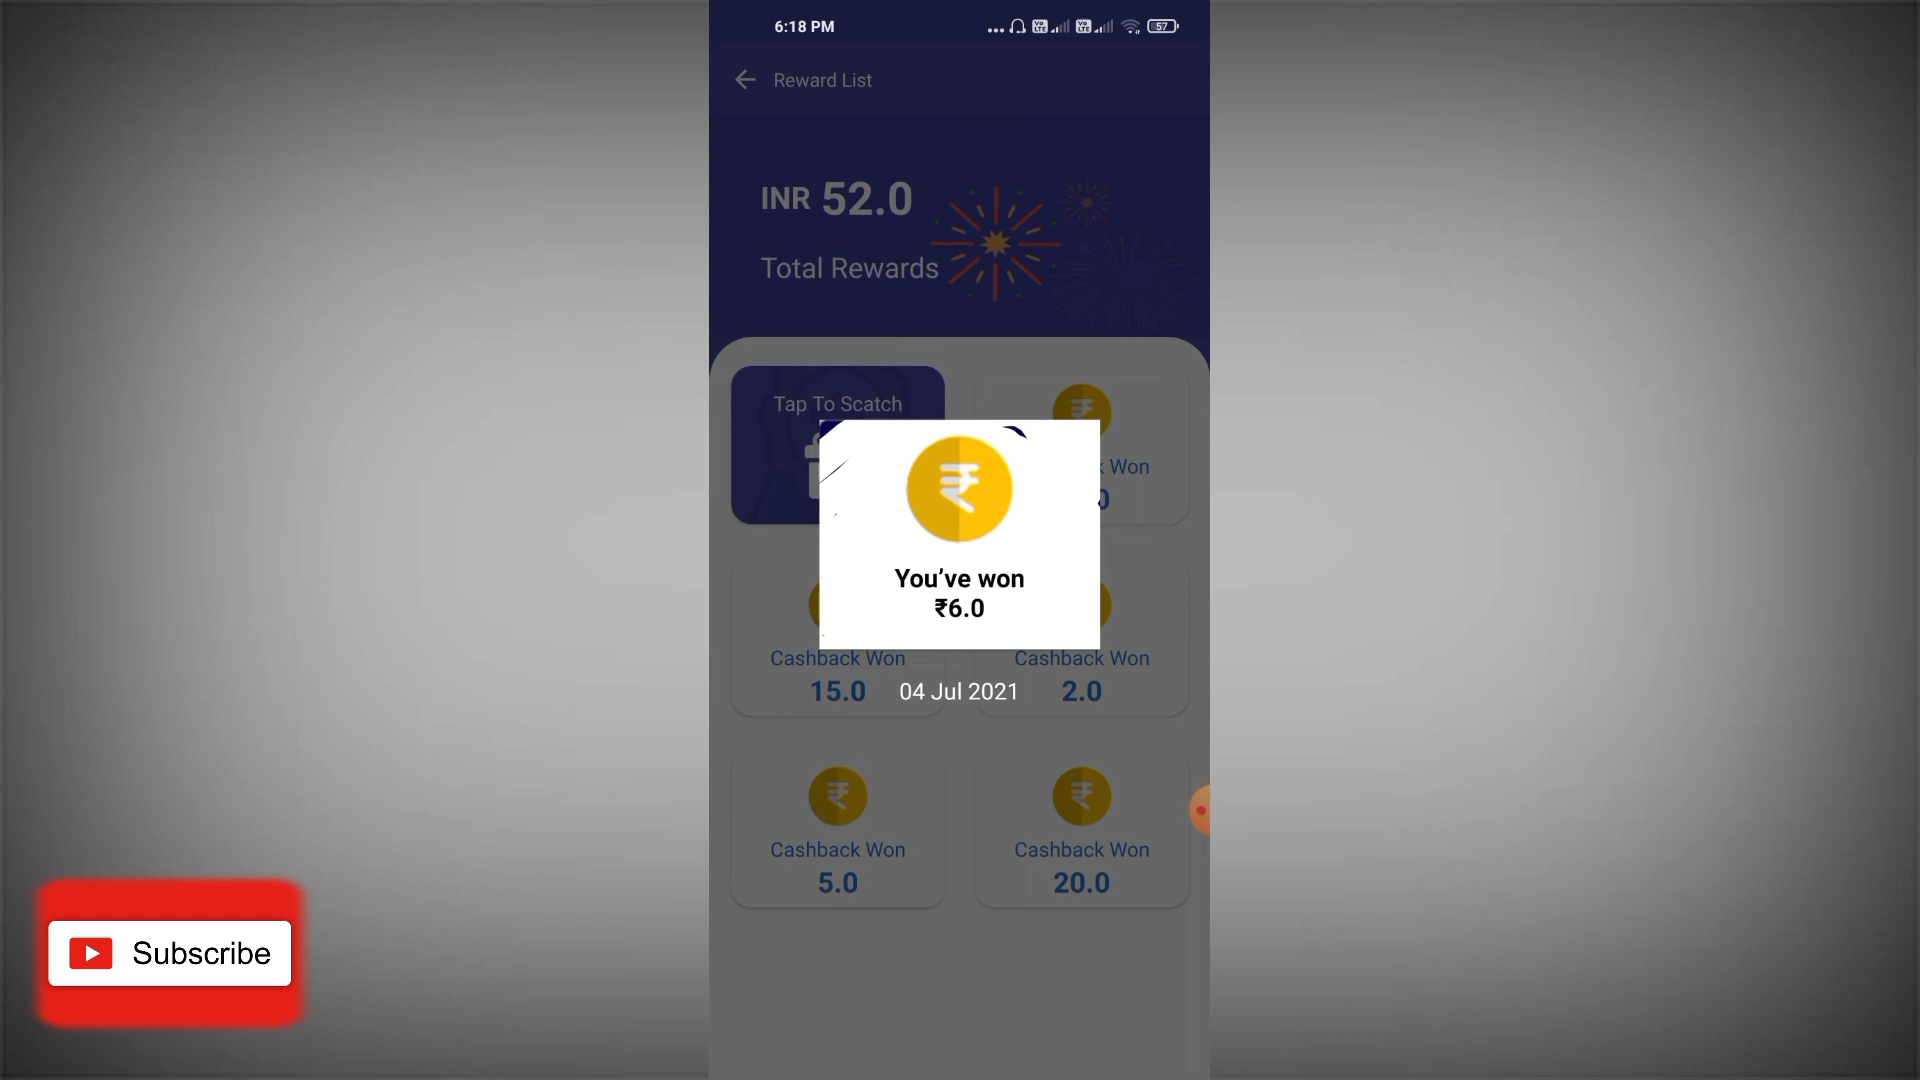 6:18 PM
57
Reward List
INR 52.0
Total Rewards
Tap To Scatch
Won
You've won
₹6.0
Cashback Won
Cashback Won
15.0
04 Jul 2021
2.0
Cashback Won
Cashback Won
5.0
20.0
Subscribe